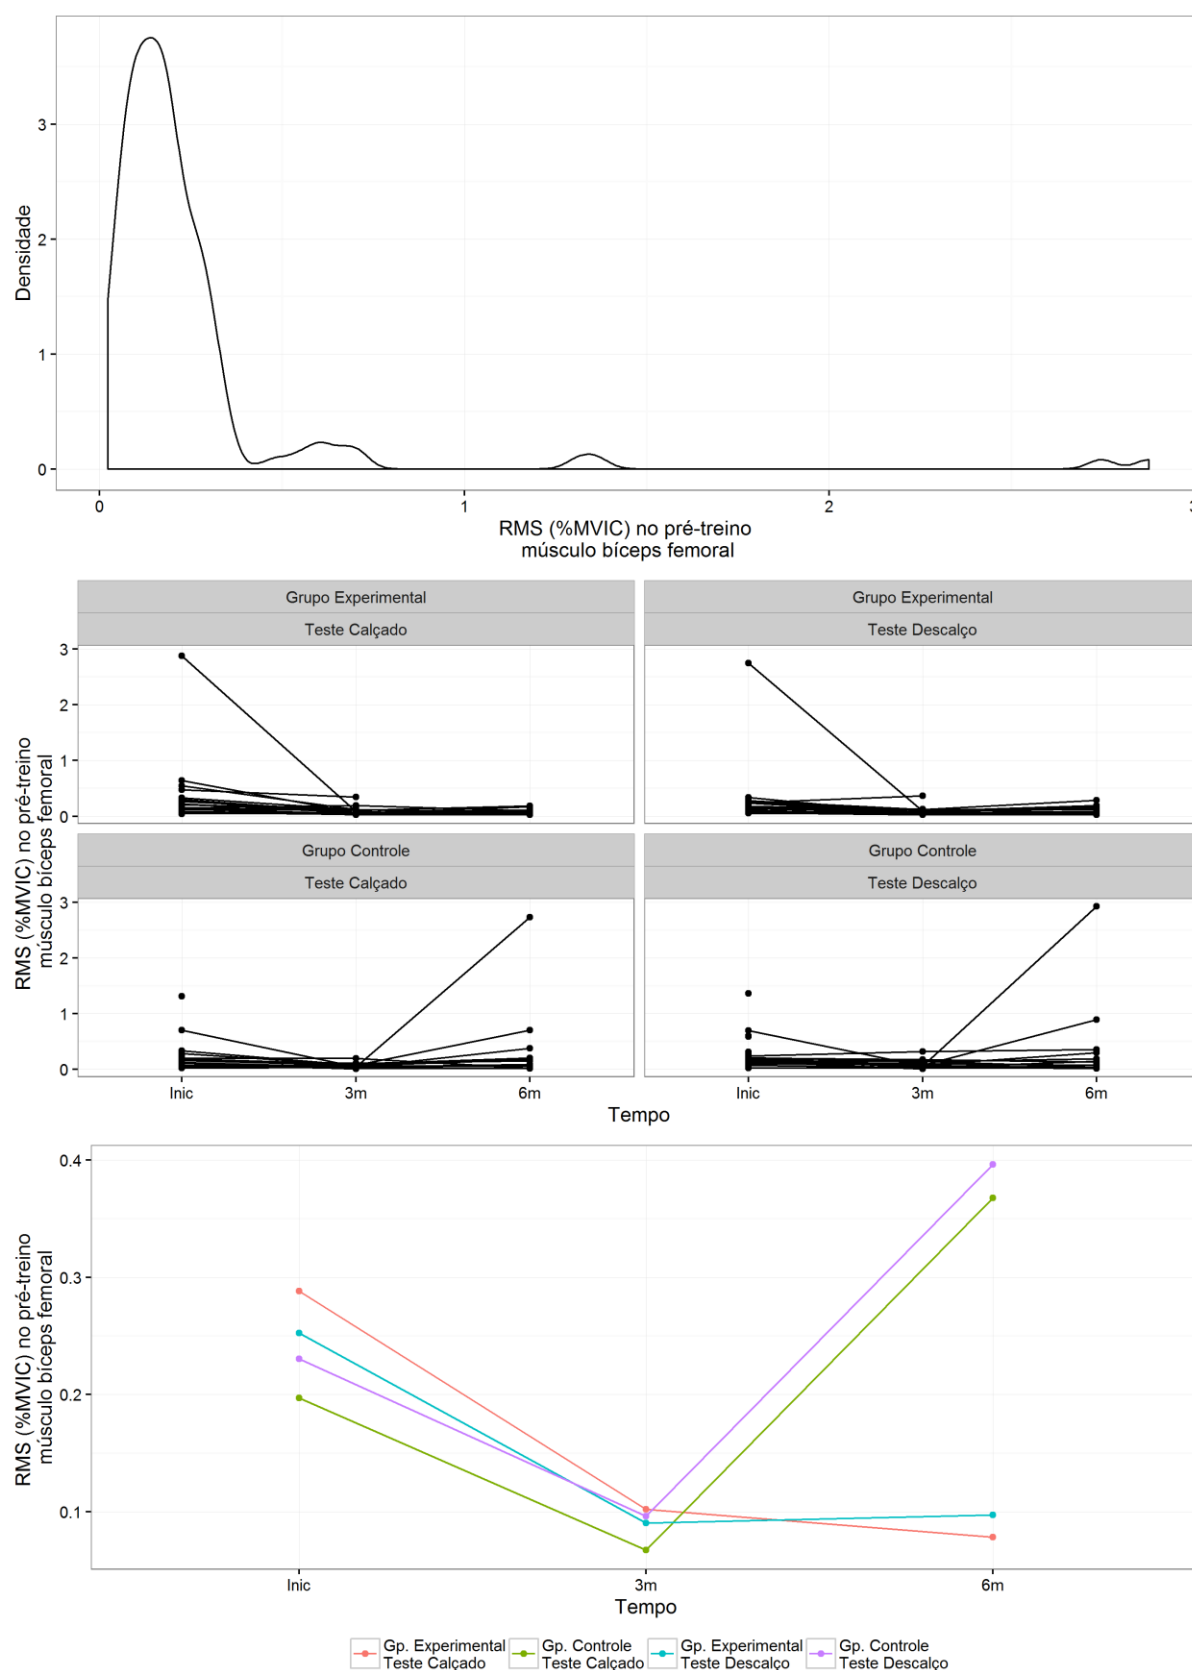 3
2
1
0
Densidade
0 1 2 3
RMS (%MVIC) no pré-treino
músculo bíceps femoral
Grupo Experimental Grupo Experimental
Teste Calçado Teste Descalço
3
2
1
0
Grupo Controle Grupo Controle
Teste Calçado Teste Descalço
3
2
1
0
RMS (%MVIC) no pré-treino
músculo bíceps femoral
Inic 3m 6m Inic 3m 6m
Tempo
0.4
0.3
0.2
0.1
RMS (%MVIC) no pré-treino
músculo bíceps femoral
Inic 3m 6m
Tempo
Gp. Experimental Gp. Controle Gp. Experimental Gp. Controle
Teste Calçado Teste Calçado Teste Descalço Teste Descalço